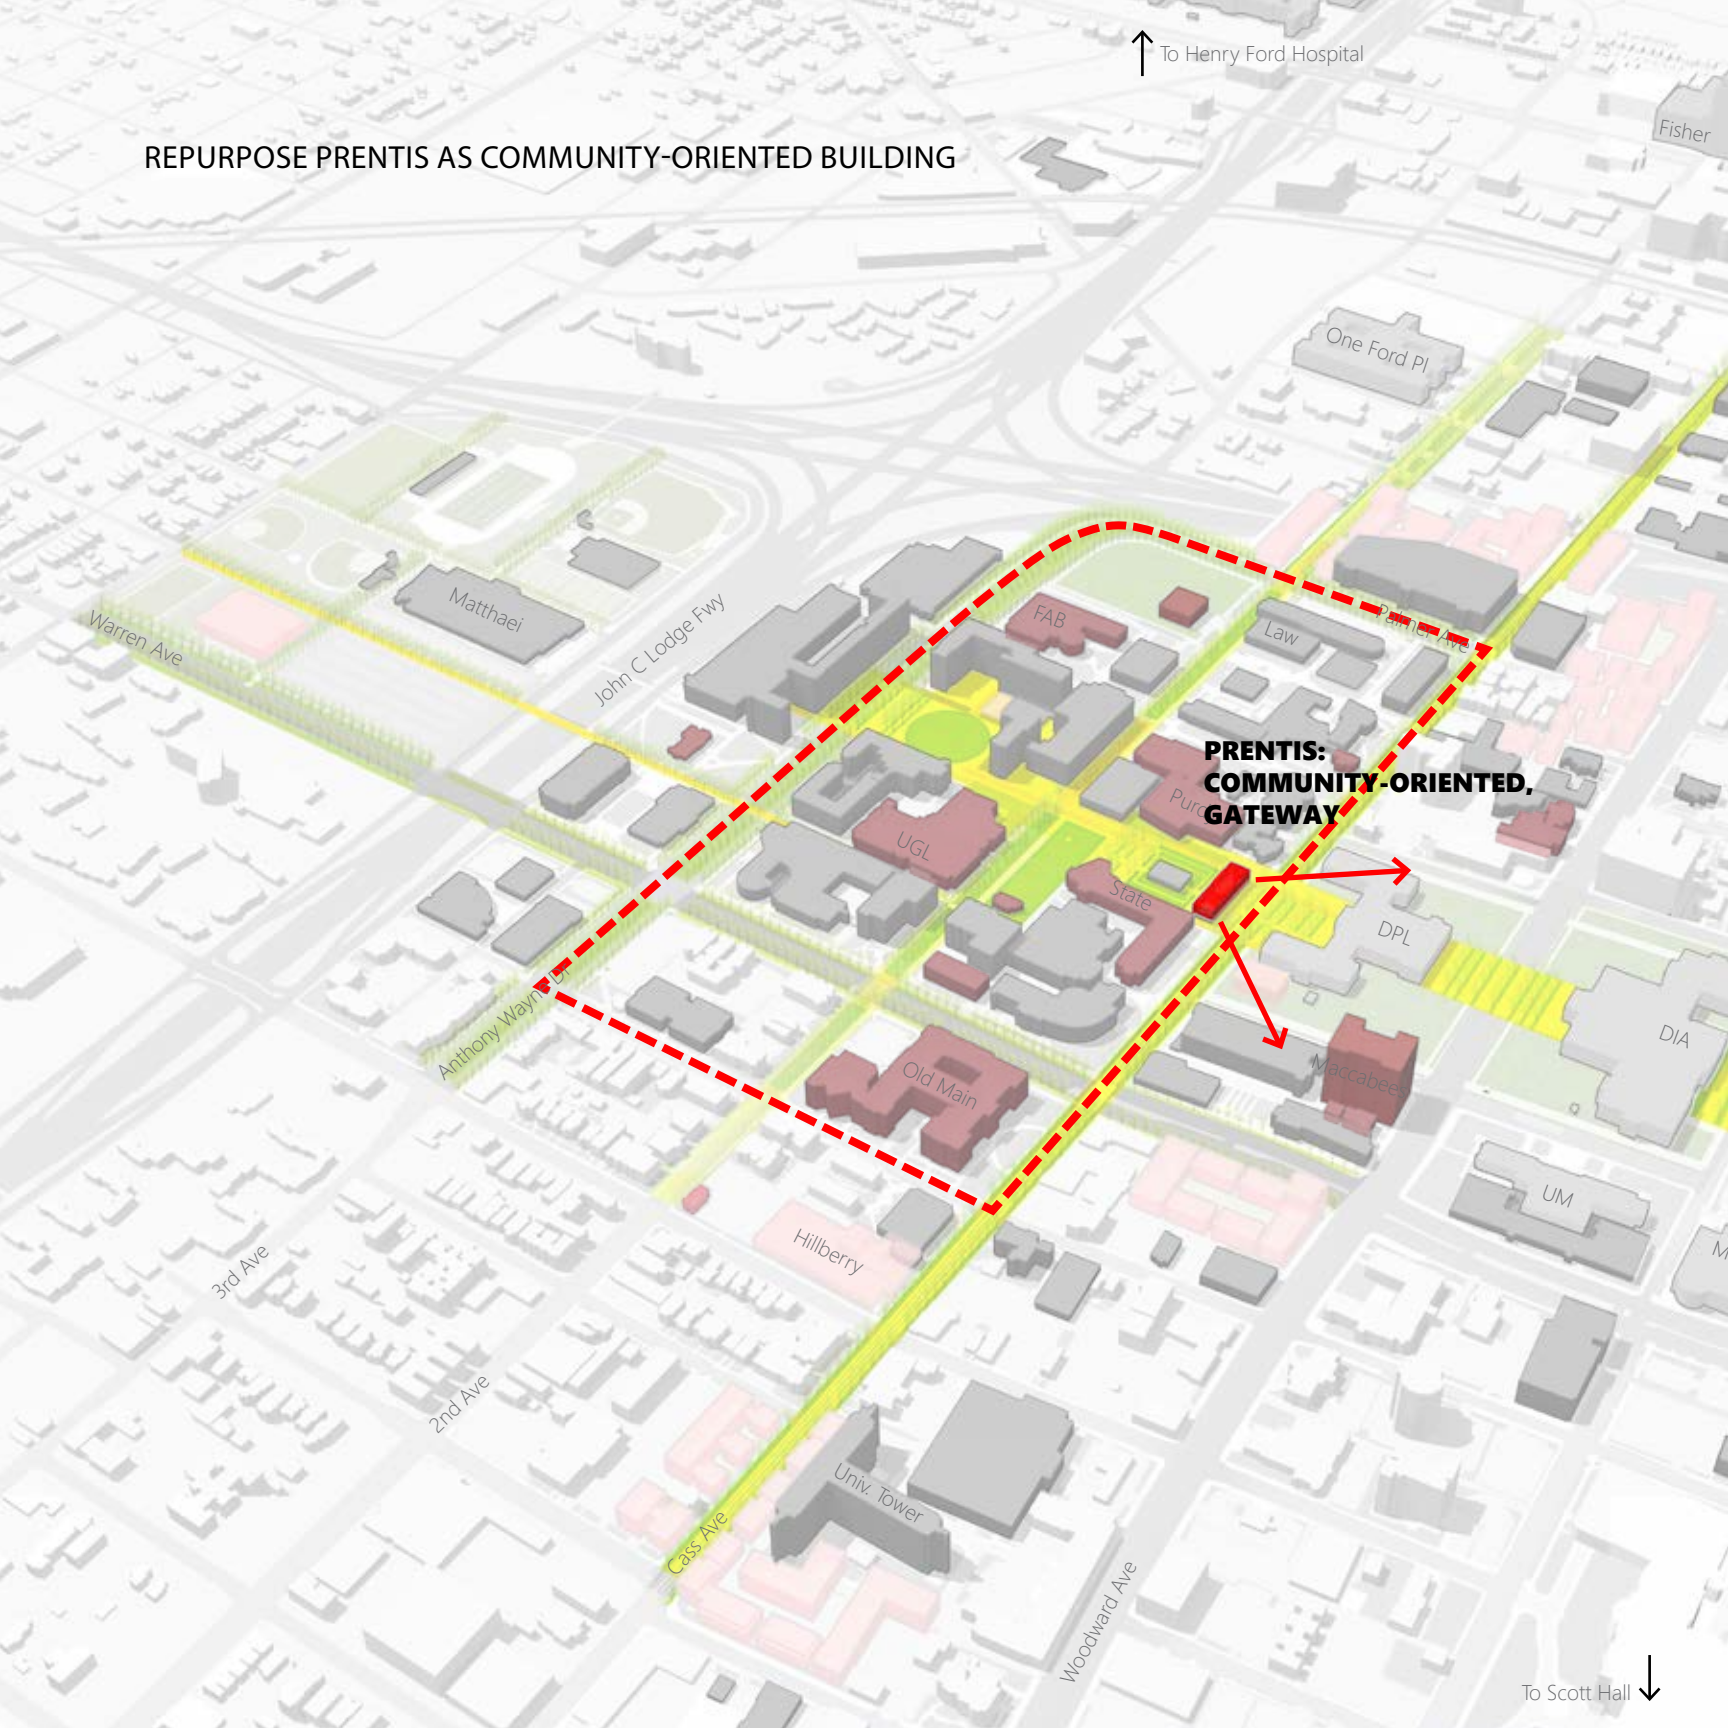 To Henry Ford Hospital
Fisher
REPURPOSE PRENTIS AS COMMUNITY-ORIENTED BUILDING
One Ford Pl
Matthaei
Warren Ave
John C Lodge Fwy
FAB
Law
Palmer Ave
PRENTIS:
COMMUNITY-ORIENTED,
GATEWAY
UGL
State
DPL
DIA
Anthony Wayne Dr
Old Main
Maccabees
UM
Hillberry
3rd Ave
2nd Ave
Univ. Tower
Cass Ave
Woodward Ave
To Scott Hall